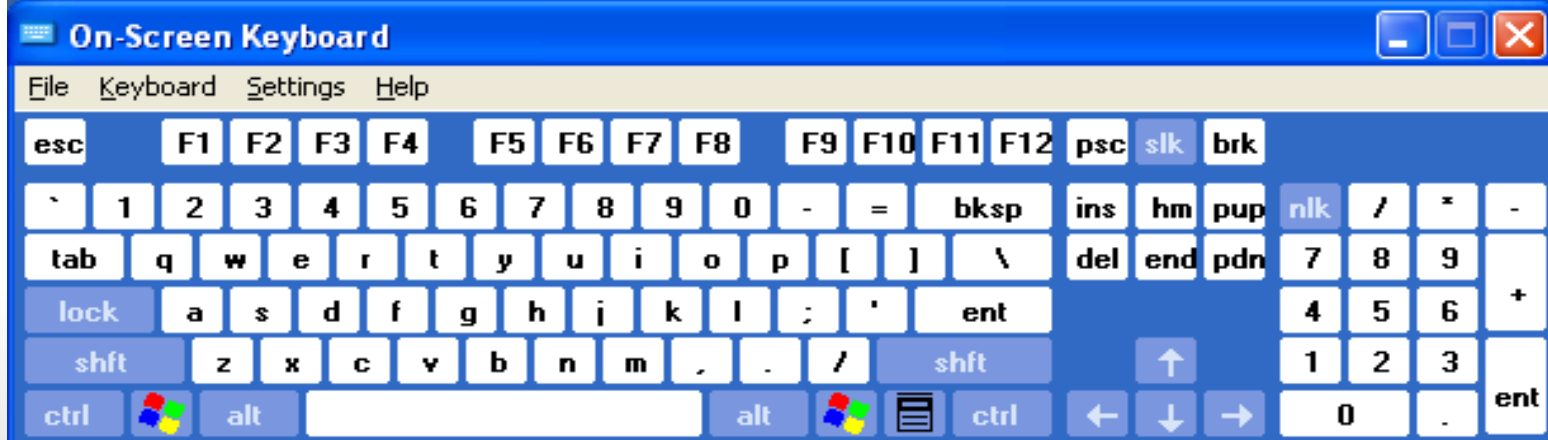 On-Screen Keyboard
File Keyboard Settings Help
esc F1 F2 F3 F4 F5 F6 F7 F8 F9 F10 F11 F12 psc slk brk
` 1 2 3 4 5 6 7 8 9 0 - = bksp ins hm pup nlk / * -
tab q w e r t y u i o p [ ] \ del end pdn 7 8 9 +
lock a s d f g h j k l ; ' ent 4 5 6
shft z x c v b n m , . / shft ↑ 1 2 3 ent
ctrl alt alt ctrl ← ↓ → 0 .